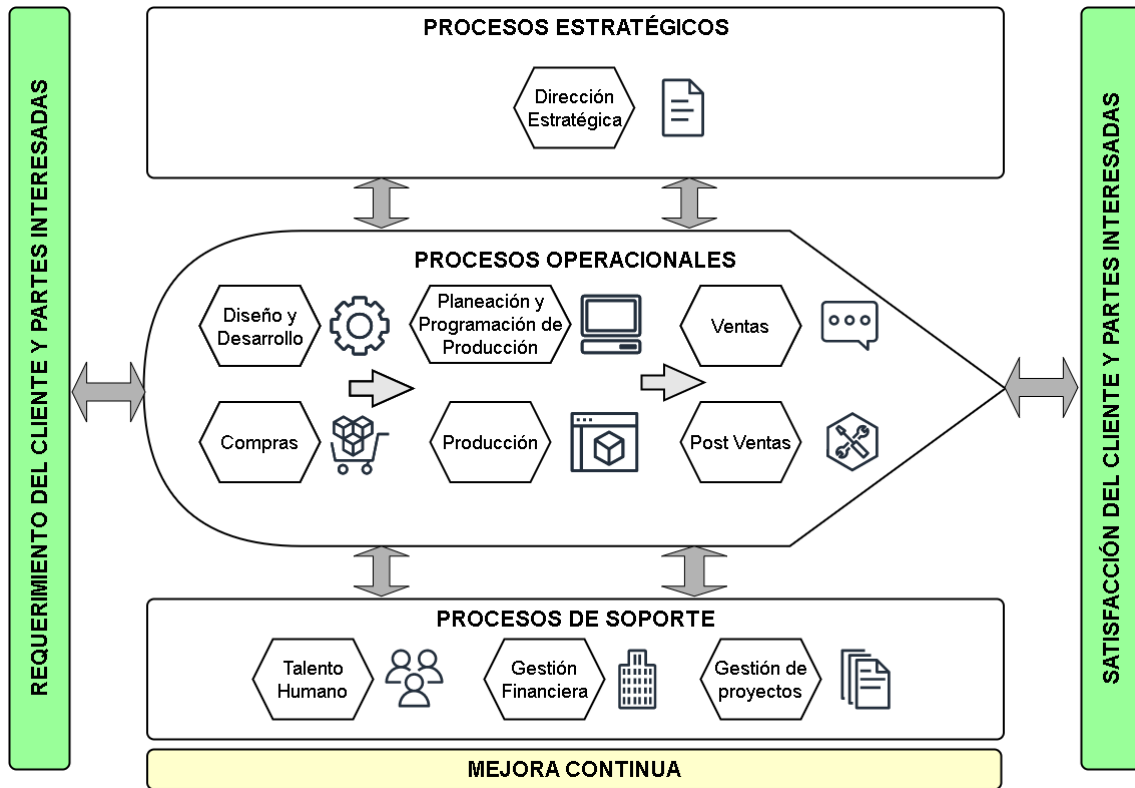 REQUERIMIENTO DEL CLIENTE Y PARTES INTERESADAS
PROCESOS ESTRATÉGICOS
Dirección
Estratégica
PROCESOS OPERACIONALES
Diseño y
Desarrollo
Planeación y
Programación de
Producción
Ventas
Compras
Producción
Post Ventas
PROCESOS DE SOPORTE
Talento
Humano
Gestión
Financiera
Gestión de
proyectos
MEJORA CONTINUA
SATISFACCIÓN DEL CLIENTE Y PARTES INTERESADAS